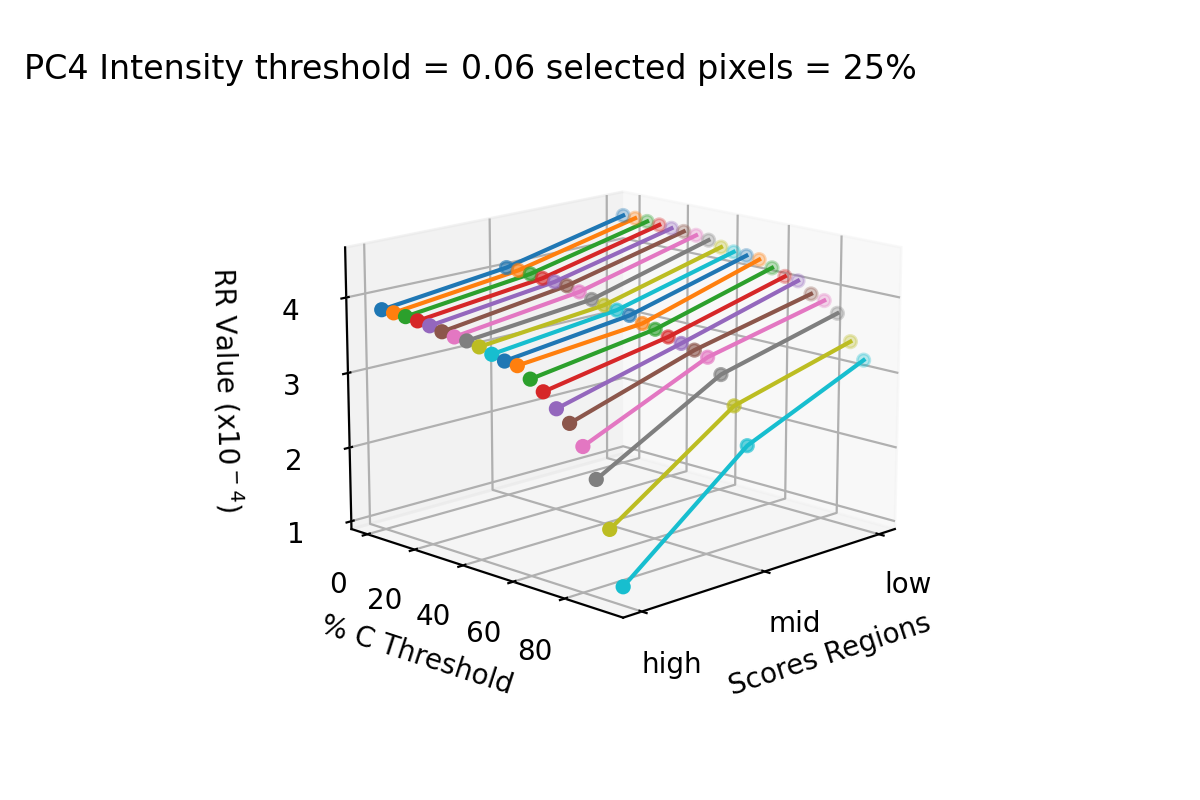 PC4 Intensity threshold = 0.06 selected pixels = 25%
RR Value (x10⁻⁴)
4
3
2
1
0
20
40
60
80
% C Threshold
high
mid
low
Scores Regions